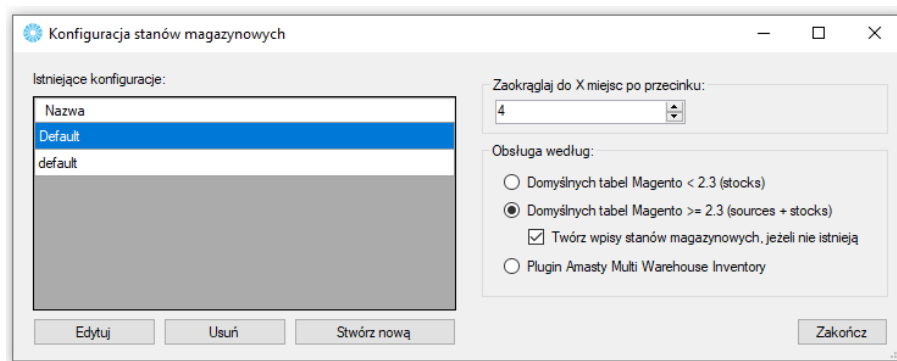 Konfiguracja stanów magazynowych
Istniejące konfiguracje:
Nazwa
Default
default
Edytuj
Usuń
Stwórz nową
Zaokrąglaj do X miejsc po przecinku:
4
Obsługa według:
Domyślnych tabel Magento < 2.3 (stocks)
Domyślnych tabel Magento >= 2.3 (sources + stocks)
Twórz wpisy stanów magazynowych, jeżeli nie istnieją
Plugin Amasty Multi Warehouse Inventory
Zakończ